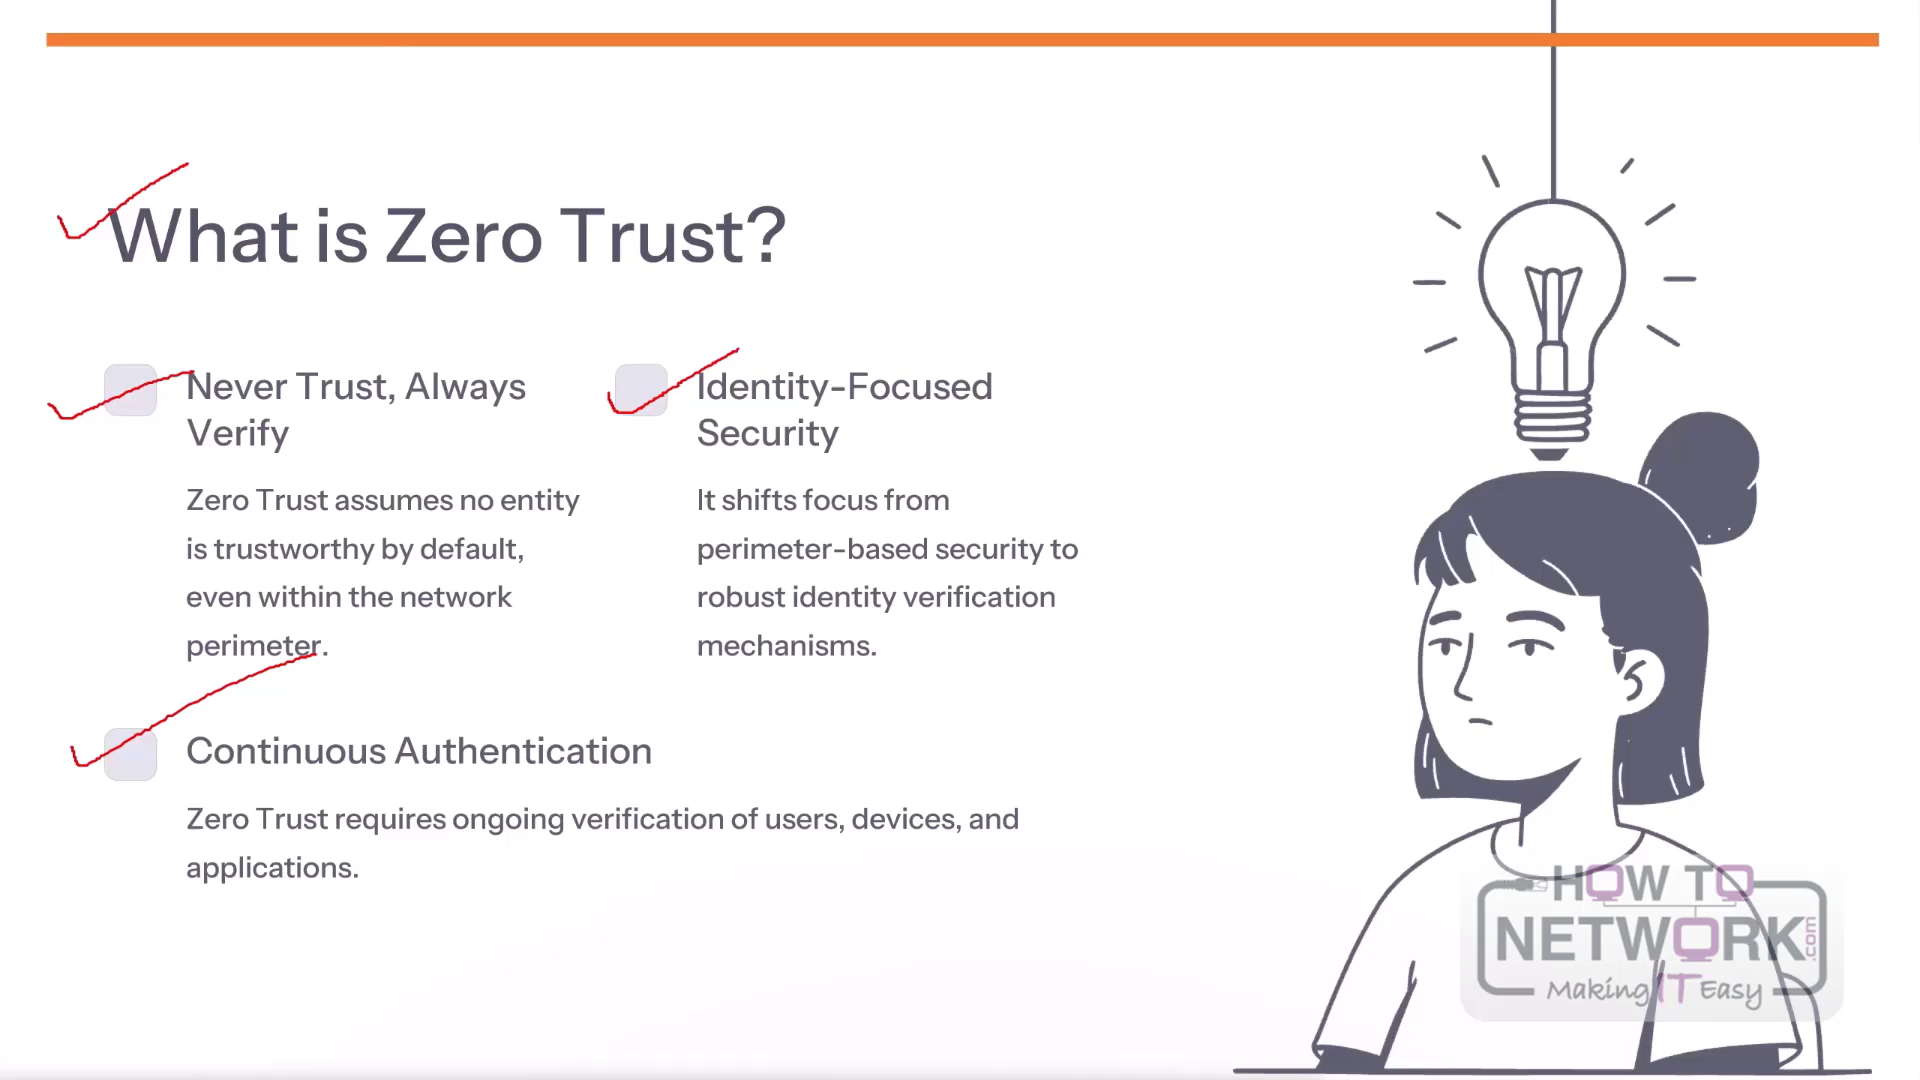 What is Zero Trust?
Never Trust, Always
Verify
Zero Trust assumes no entity
is trustworthy by default,
even within the network
perimeter.
Identity-Focused
Security
It shifts focus from
perimeter-based security to
robust identity verification
mechanisms.
Continuous Authentication
Zero Trust requires ongoing verification of users, devices, and
applications.
HOW TO
NETWORK.com
Making IT Easy